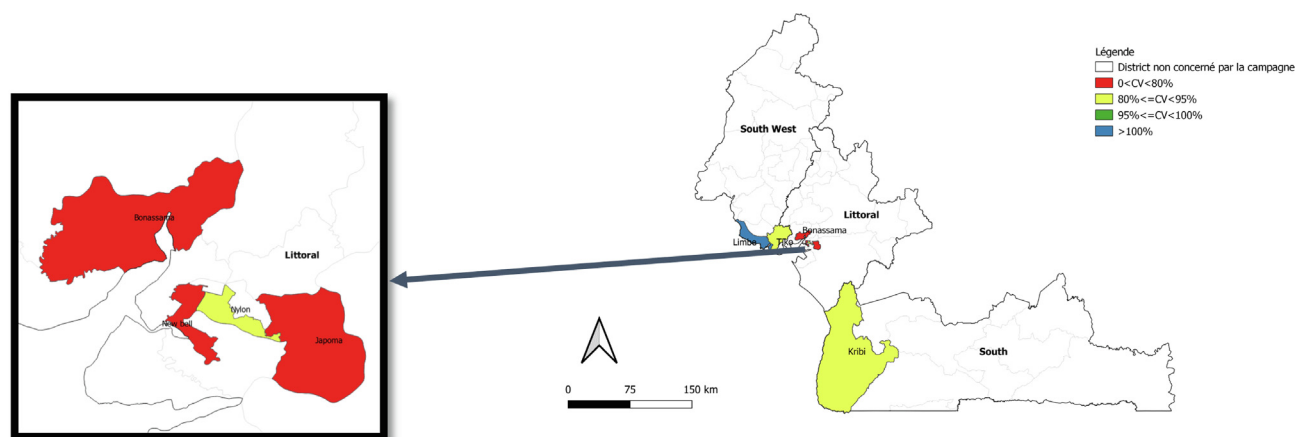 Légende
District non concerné par la campagne
0<CV<80%
80%<=CV<95%
95%<=CV<100%
>100%
South West
Littoral
Bonassama
Limbe
Tiko
Kribi
South
0 75 150 km
Bonassama
Littoral
Nylon
New bell
Japoma